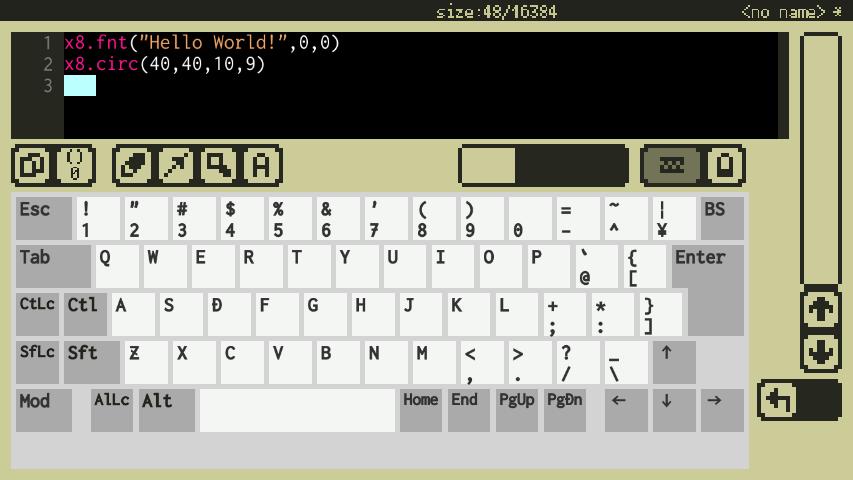 size:48/16384 <no name> *
1 x8.fnt("Hello World!",0,0)
2 x8.circ(40,40,10,9)
3
() 0 A
Esc ! 1 " 2 # 3 $ 4 % 5 & 6 ' 7 ( 8 ) 9 0 = - ~ ^ | ¥ BS
Tab Q W E R T Y U I O P ` @ { [ Enter
CtLc Ctl A S Đ F G H J K L + ; * : } ]
SfLc Sft Ƶ X C V B N M < , > . ? / _ \ ↑
Mod AlLc Alt Home End PgUp PgĐn ← ↓ →